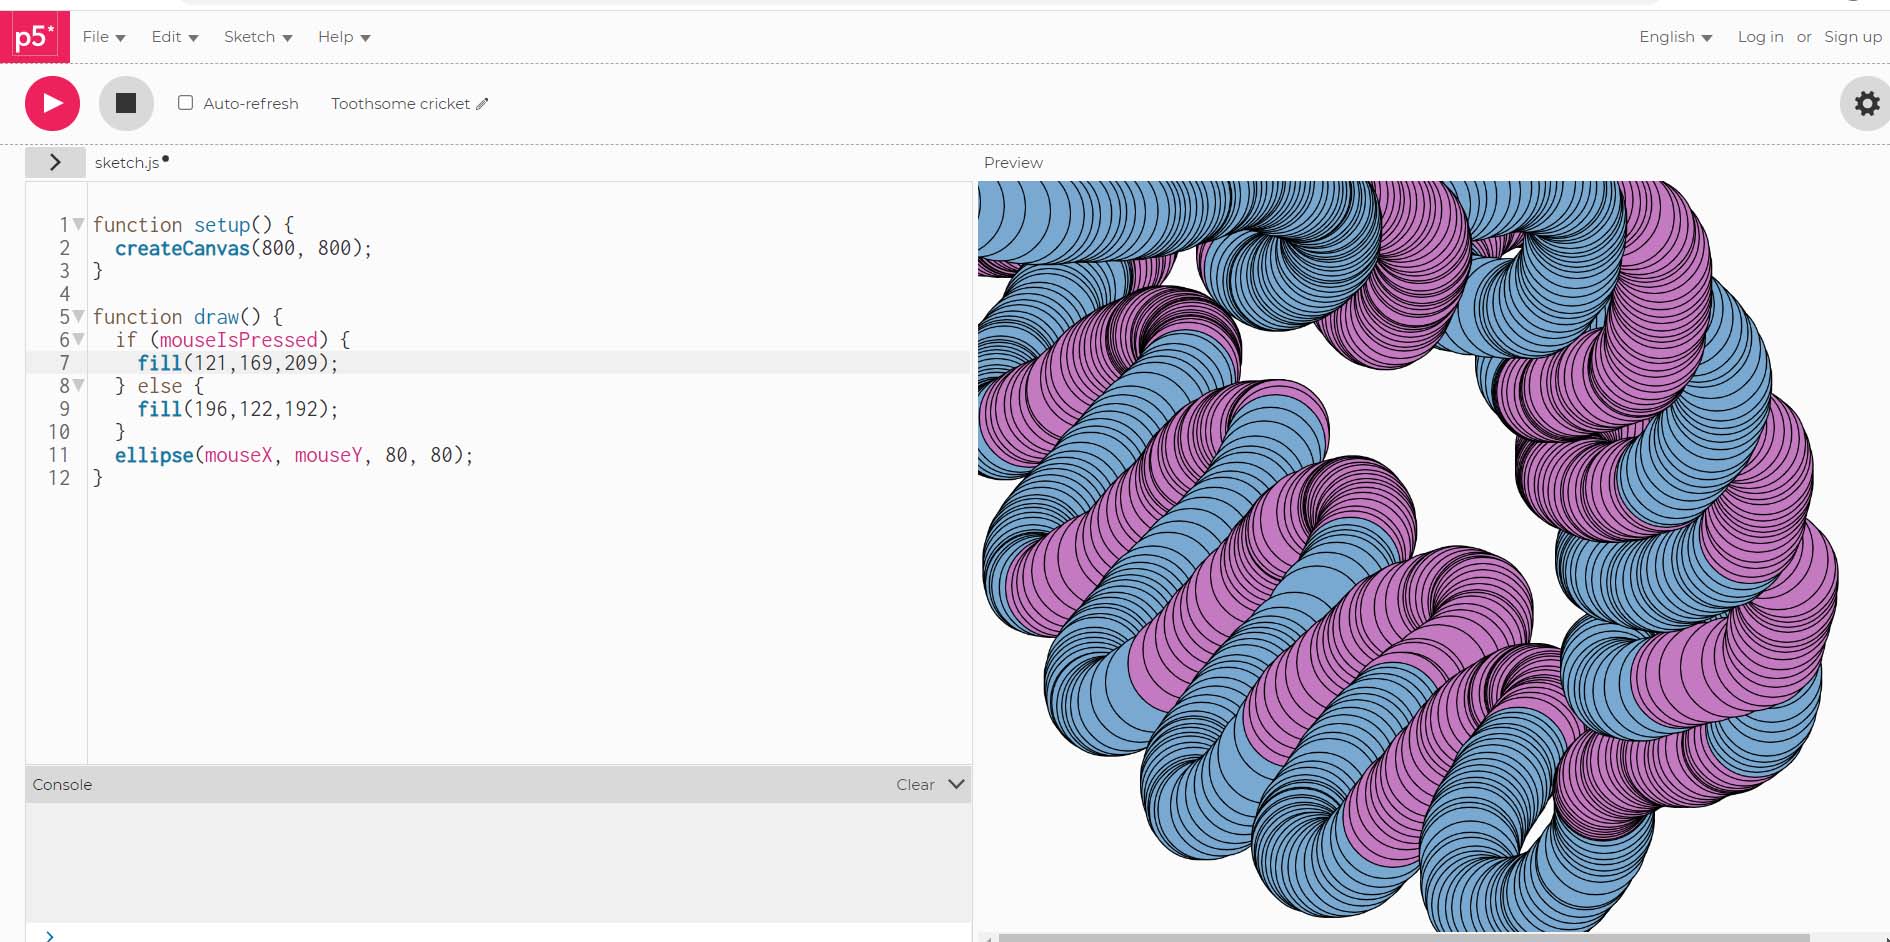 p5*
File Edit Sketch Help English Log in or Sign up
Auto-refresh Toothsome cricket
sketch.js
Preview
1 function setup() {
2 createCanvas(800, 800);
3 }
4
5 function draw() {
6 if (mouseIsPressed) {
7 fill(121,169,209);
8 } else {
9 fill(196,122,192);
10 }
11 ellipse(mouseX, mouseY, 80, 80);
12 }
Console Clear
>